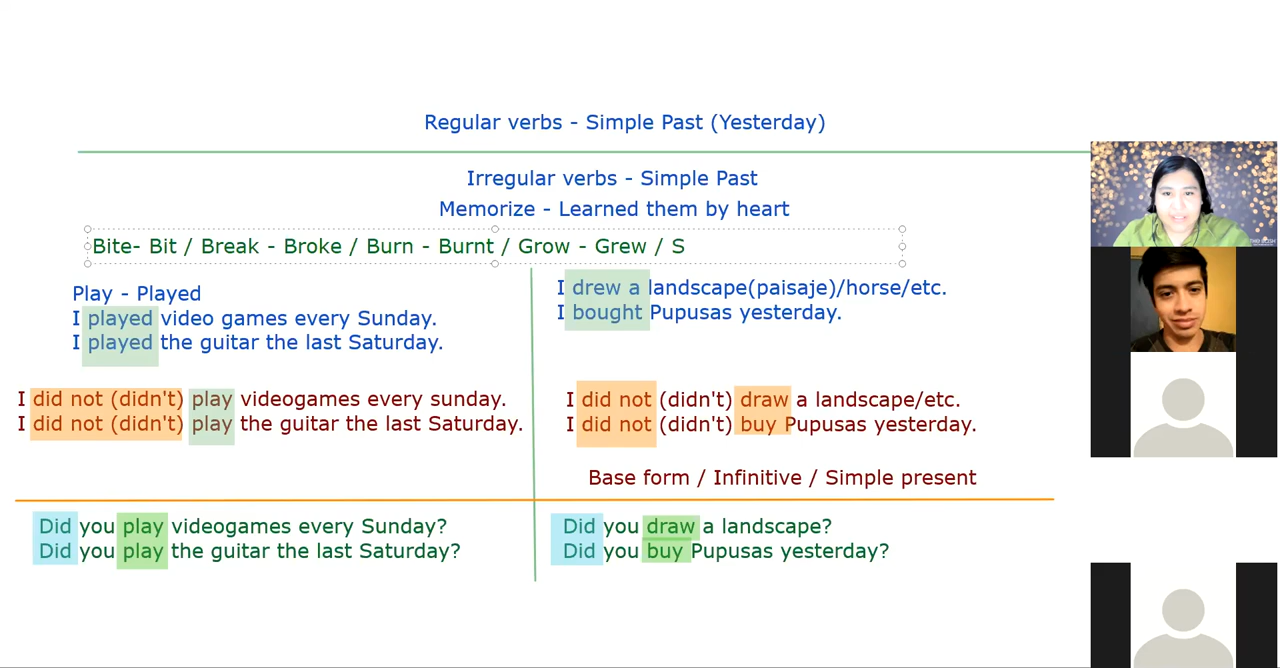 Regular verbs - Simple Past (Yesterday)
Irregular verbs - Simple Past
Memorize - Learned them by heart
Bite- Bit / Break - Broke / Burn - Burnt / Grow - Grew / S
Play - Played
I played video games every Sunday.
I played the guitar the last Saturday.
I drew a landscape(paisaje)/horse/etc.
I bought Pupusas yesterday.
I did not (didn't) play videogames every sunday.
I did not (didn't) play the guitar the last Saturday.
I did not (didn't) draw a landscape/etc.
I did not (didn't) buy Pupusas yesterday.
Base form / Infinitive / Simple present
Did you play videogames every Sunday?
Did you play the guitar the last Saturday?
Did you draw a landscape?
Did you buy Pupusas yesterday?